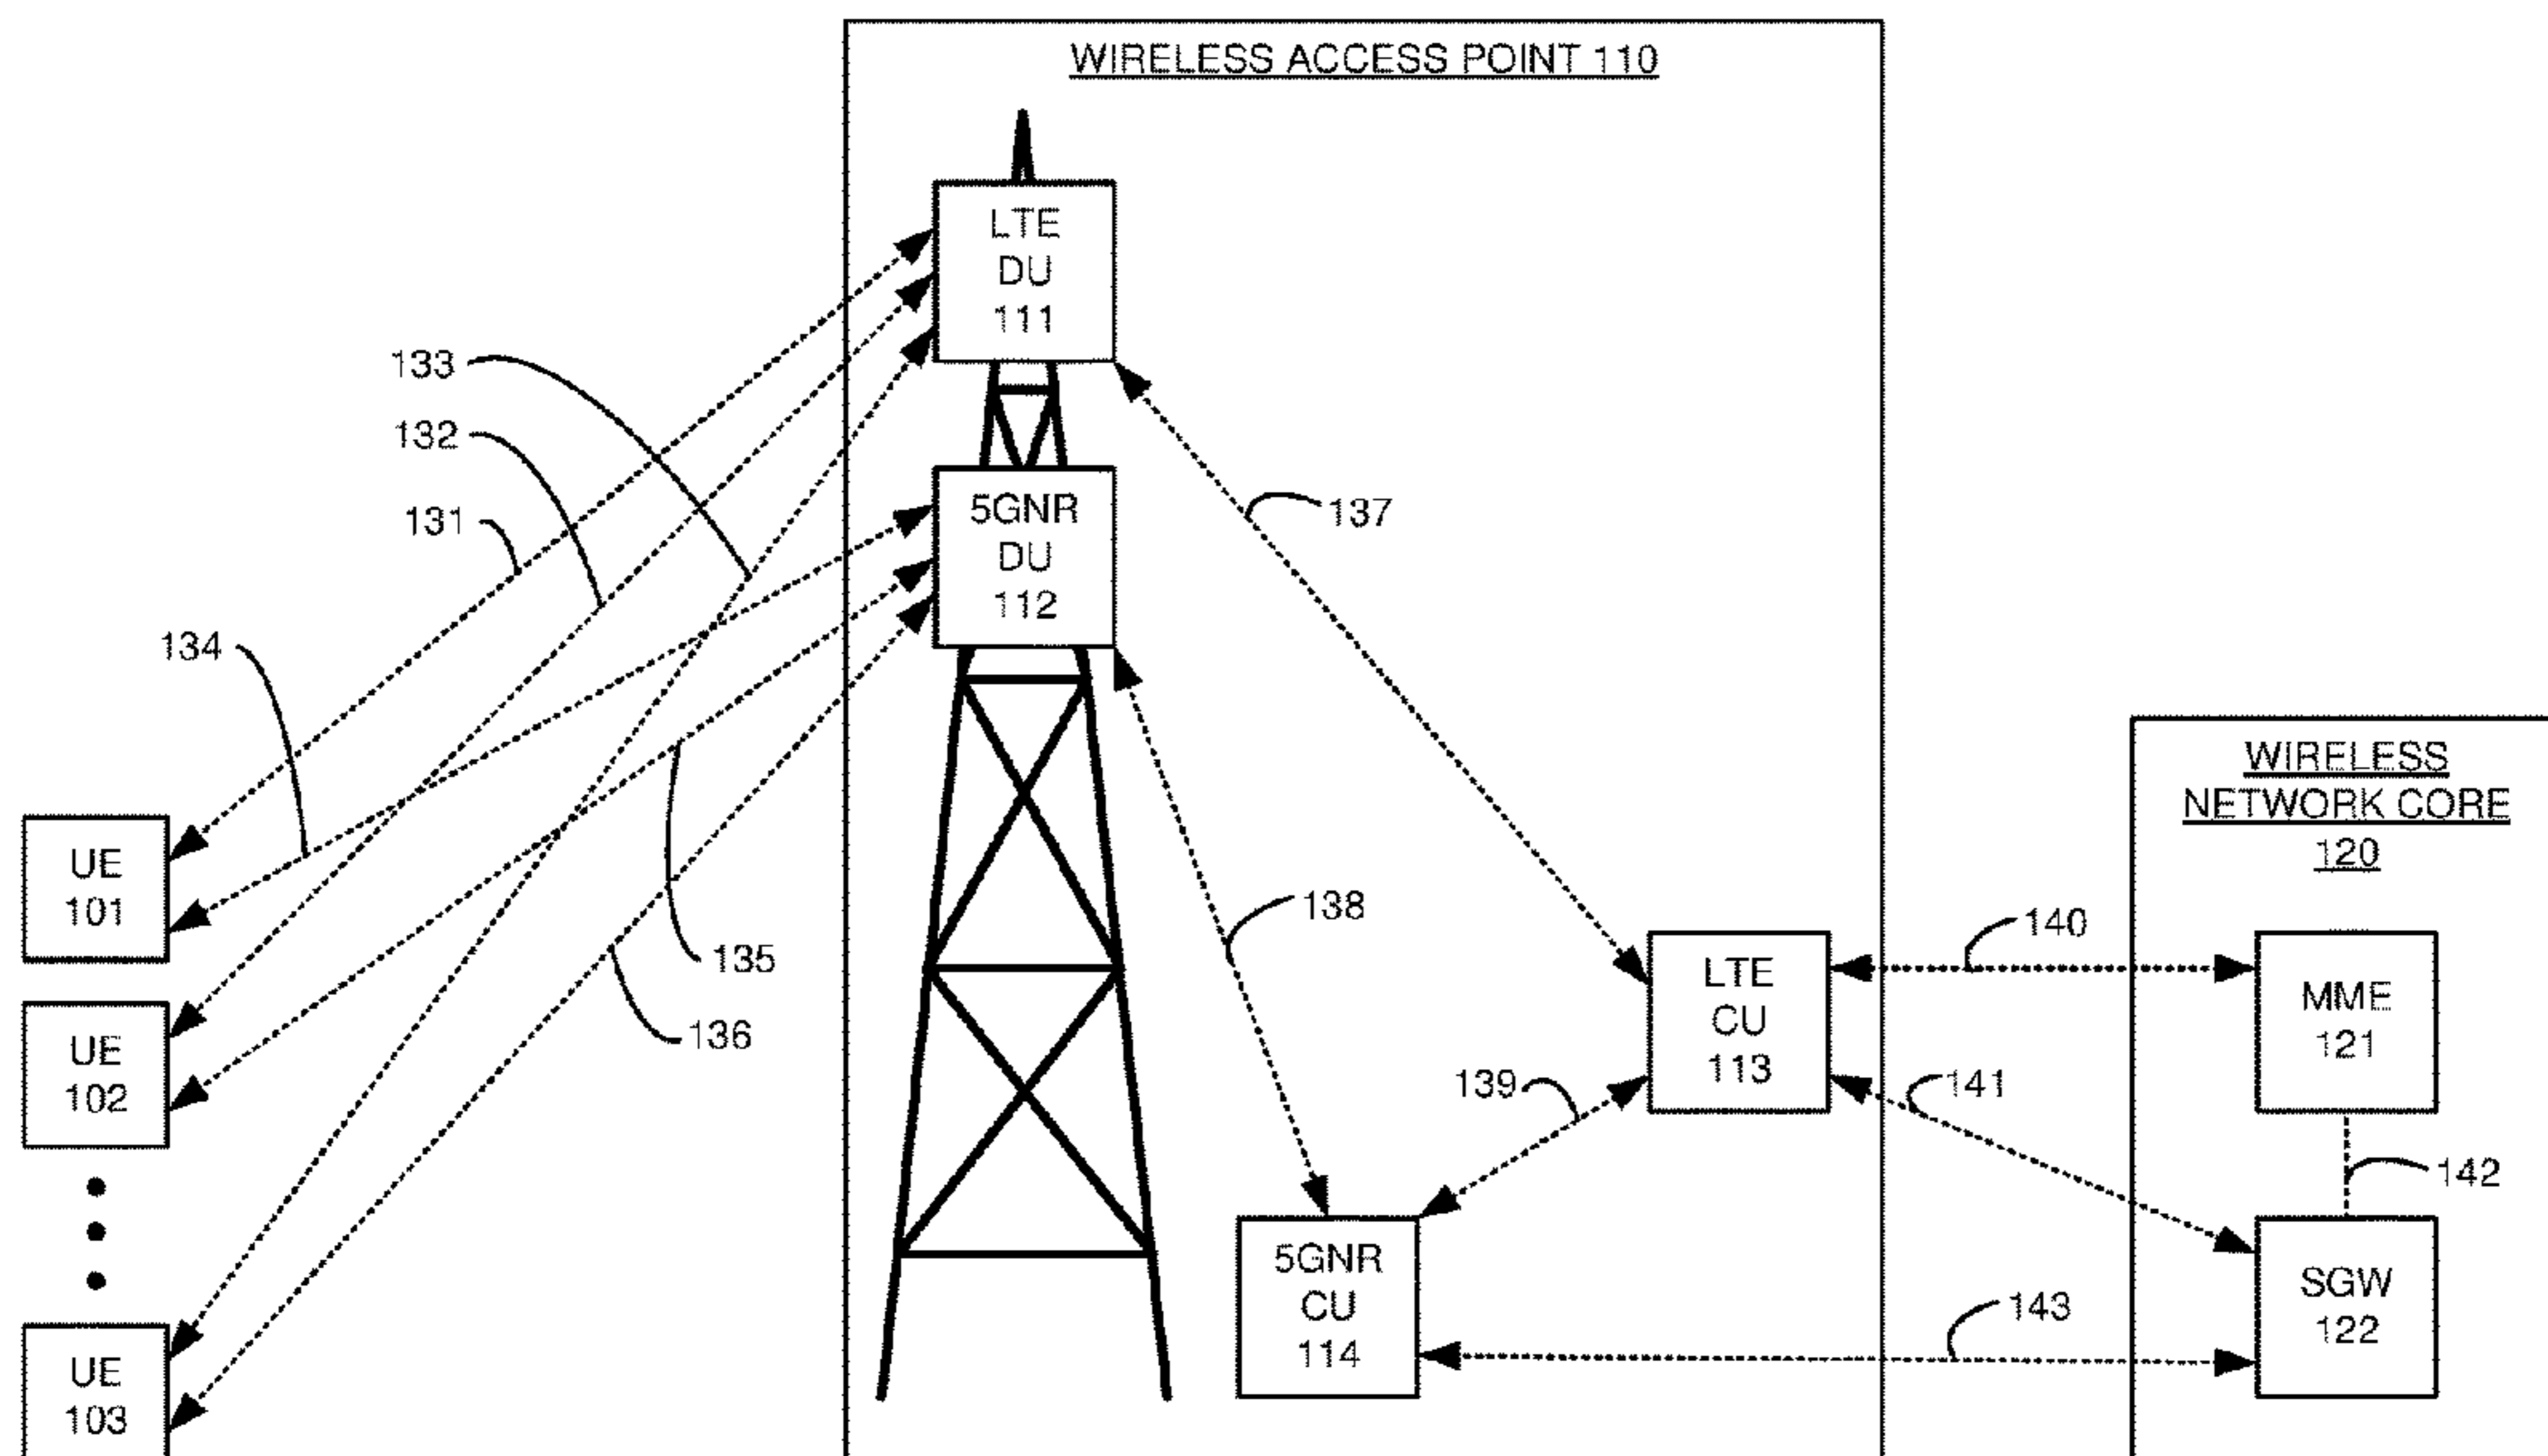 WIRELESS ACCESS POINT 110
LTE
DU
111
133
132
131
5GNR
DU
112
137
134
WIRELESS
NETWORK CORE
120
UE
101
138
135
140
LTE
CU
113
MME
121
136
UE
102
139
141
142
5GNR
CU
114
143
SGW
122
UE
103